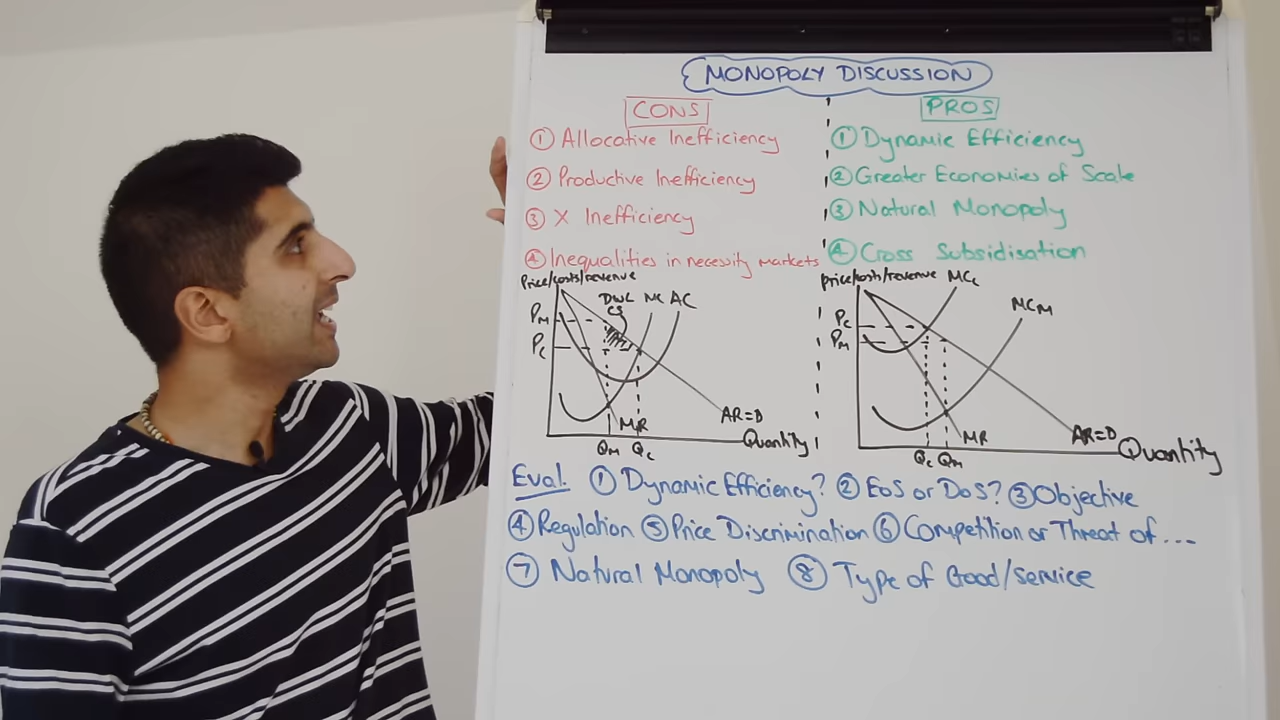 MONOPOLY DISCUSSION
CONS
① Allocative Inefficiency
② Productive Inefficiency
③ X Inefficiency
④ Inequalities in necessity markets
Price/costs/revenue
DWL
CS
MC AC
PM
PC
MR
AR=D
QM QC
Quantity
PROS
① Dynamic Efficiency
② Greater Economies of Scale
③ Natural Monopoly
④ Cross Subsidisation
price/costs/revenue
MCC
MCM
PC
PM
MR
AR=D
QC QM
Quantity
Eval. ① Dynamic Efficiency? ② EoS or DoS? ③ Objective
④ Regulation ⑤ Price Discrimination ⑥ Competition or Threat of...
⑦ Natural Monopoly ⑧ Type of Good/service